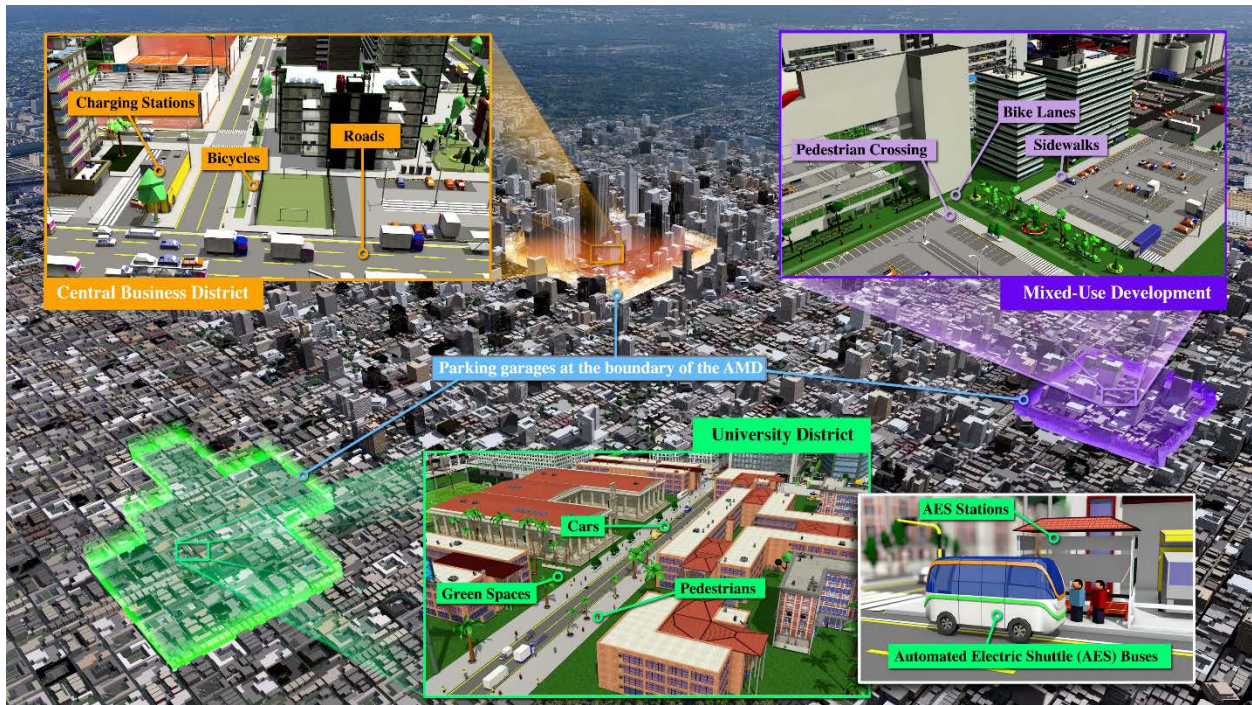 Charging Stations
Bicycles
Roads
Central Business District
Pedestrian Crossing
Bike Lanes
Sidewalks
Mixed-Use Development
Parking garages at the boundary of the AMD
University District
Cars
Green Spaces
Pedestrians
AES Stations
Automated Electric Shuttle (AES) Buses